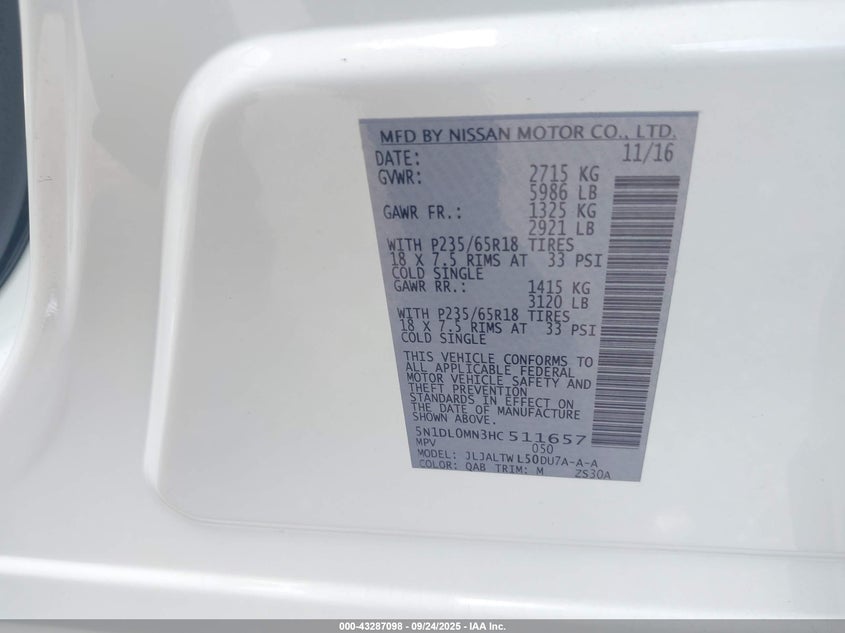 MFD BY NISSAN MOTOR CO., LTD.
DATE: 11/16
GVWR: 2715 KG
5986 LB
GAWR FR.: 1325 KG
2921 LB
WITH P235/65R18 TIRES
18 X 7.5 RIMS AT 33 PSI
COLD SINGLE
GAWR RR.: 1415 KG
3120 LB
WITH P235/65R18 TIRES
18 X 7.5 RIMS AT 33 PSI
COLD SINGLE
THIS VEHICLE CONFORMS TO
ALL APPLICABLE FEDERAL
MOTOR VEHICLE SAFETY AND
THEFT PREVENTION
STANDARDS IN EFFECT ON
THE DATE OF MANUFACTURE
SHOWN ABOVE.
5N1DL0MN3HC511657
MPV 050
MODEL: JLJALTWL50DU7A-A-A
COLOR: QAB TRIM: M ZS30A
000-43287098 - 09/24/2025 - IAA Inc.